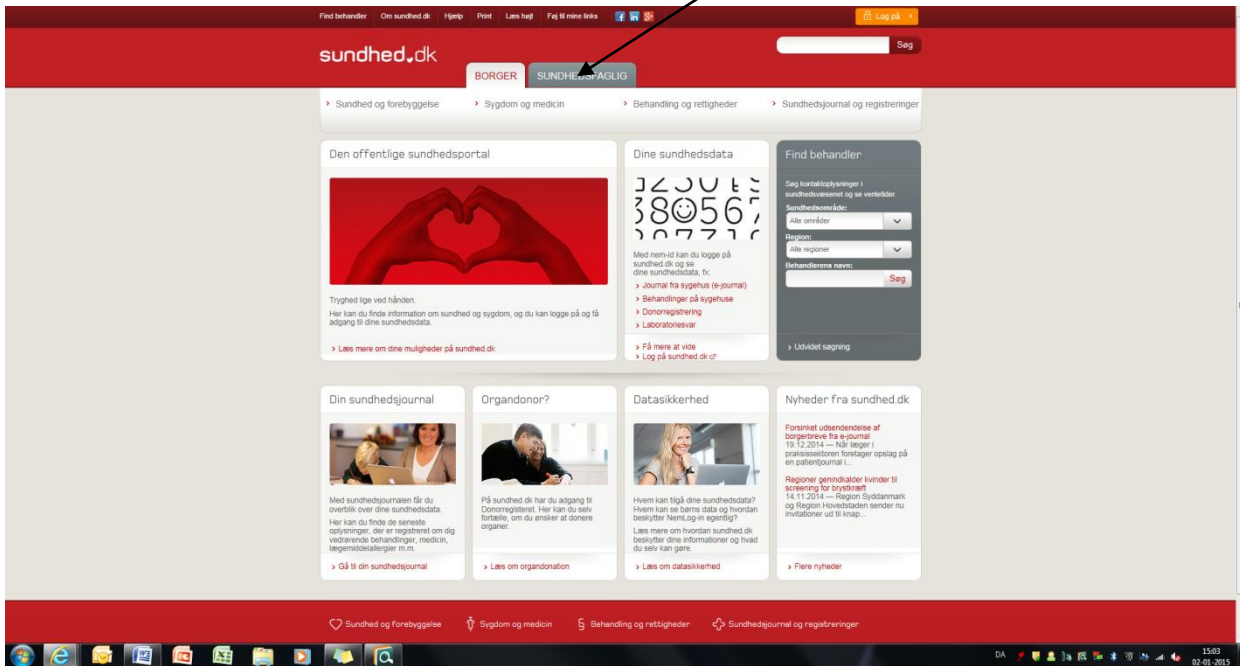 Find behandler Om sundhed.dk Hjælp Print Læs højt Føj til mine links
Log på
sundhed.dk
Søg
BORGER SUNDHEDSFAGLIG
Sundhed og forebyggelse Sygdom og medicin Behandling og rettigheder Sundhedsjournal og registreringer
Den offentlige sundhedsportal
Tryghed lige ved hånden.
Her kan du finde information om sundhed og sygdom, og du kan logge på og få
adgang til dine sundhedsdata.
Læs mere om dine muligheder på sundhed.dk
Dine sundhedsdata
Med nem-id kan du logge på
sundhed.dk og se
dine sundhedsdata, fx:
Journal fra sygehus (e-journal)
Behandlinger på sygehuse
Donorregistrering
Laboratoriesvar
Få mere at vide
Log på sundhed.dk
Find behandler
Søg kontaktoplysninger i
sundhedsvæsenet og se ventetider.
Sundhedsområde:
Alle områder
Region:
Alle regioner
Behandlerens navn:
Søg
Udvidet søgning
Din sundhedsjournal
Med sundhedsjournalen får du
overblik over dine sundhedsdata.
Her kan du finde de seneste
oplysninger, der er registreret om dig
vedrørende behandlinger, medicin,
lægemiddelallergier m.m.
Gå til din sundhedsjournal
Organdonor?
På sundhed.dk har du adgang til
Donorregisteret. Her kan du selv
fortælle, om du ønsker at donere
organer.
Læs om organdonation
Datasikkerhed
Hvem kan tilgå dine sundhedsdata?
Hvem kan se børns data og hvordan
beskytter NemLog-in egentlig?
Læs mere om hvordan sundhed.dk
beskytter dine informationer og hvad
du selv kan gøre.
Læs om datasikkerhed
Nyheder fra sundhed.dk
Forsinket udsendendelse af
borgerbreve fra e-journal
19.12.2014 — Når læger i
praksissektoren foretager opslag på
en patientjournal i...
Regioner genindkalder kvinder til
screening for brystkræft
14.11.2014 — Region Syddanmark
og Region Hovedstaden sender nu
invitationer ud til knap...
Flere nyheder
Sundhed og forebyggelse Sygdom og medicin Behandling og rettigheder Sundhedsjournal og registreringer
DA
15:03
02-01-2015